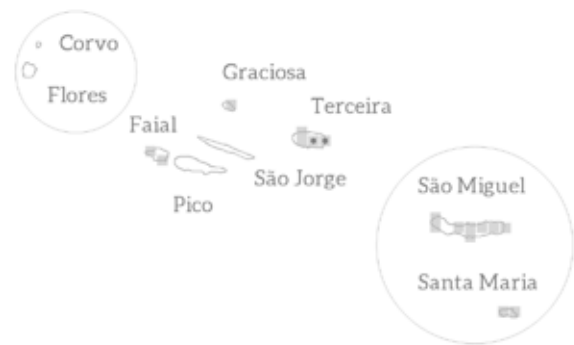 Corvo
Flores
Graciosa
Terceira
Faial
São Jorge
Pico
São Miguel
Santa Maria